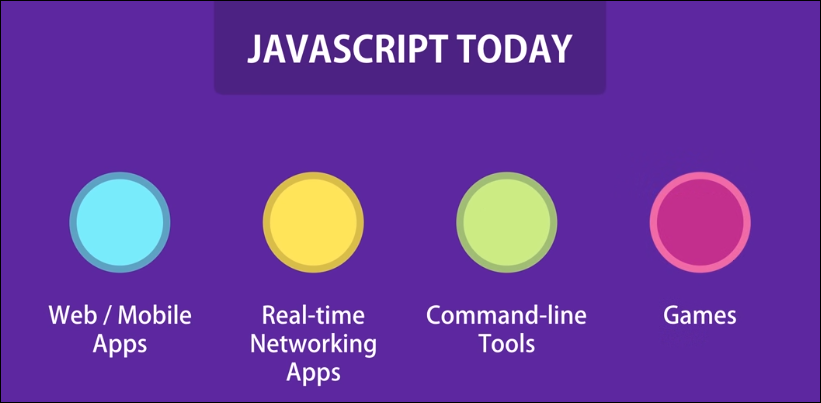 JAVASCRIPT TODAY
Web / Mobile
Apps
Real-time
Networking
Apps
Command-line
Tools
Games